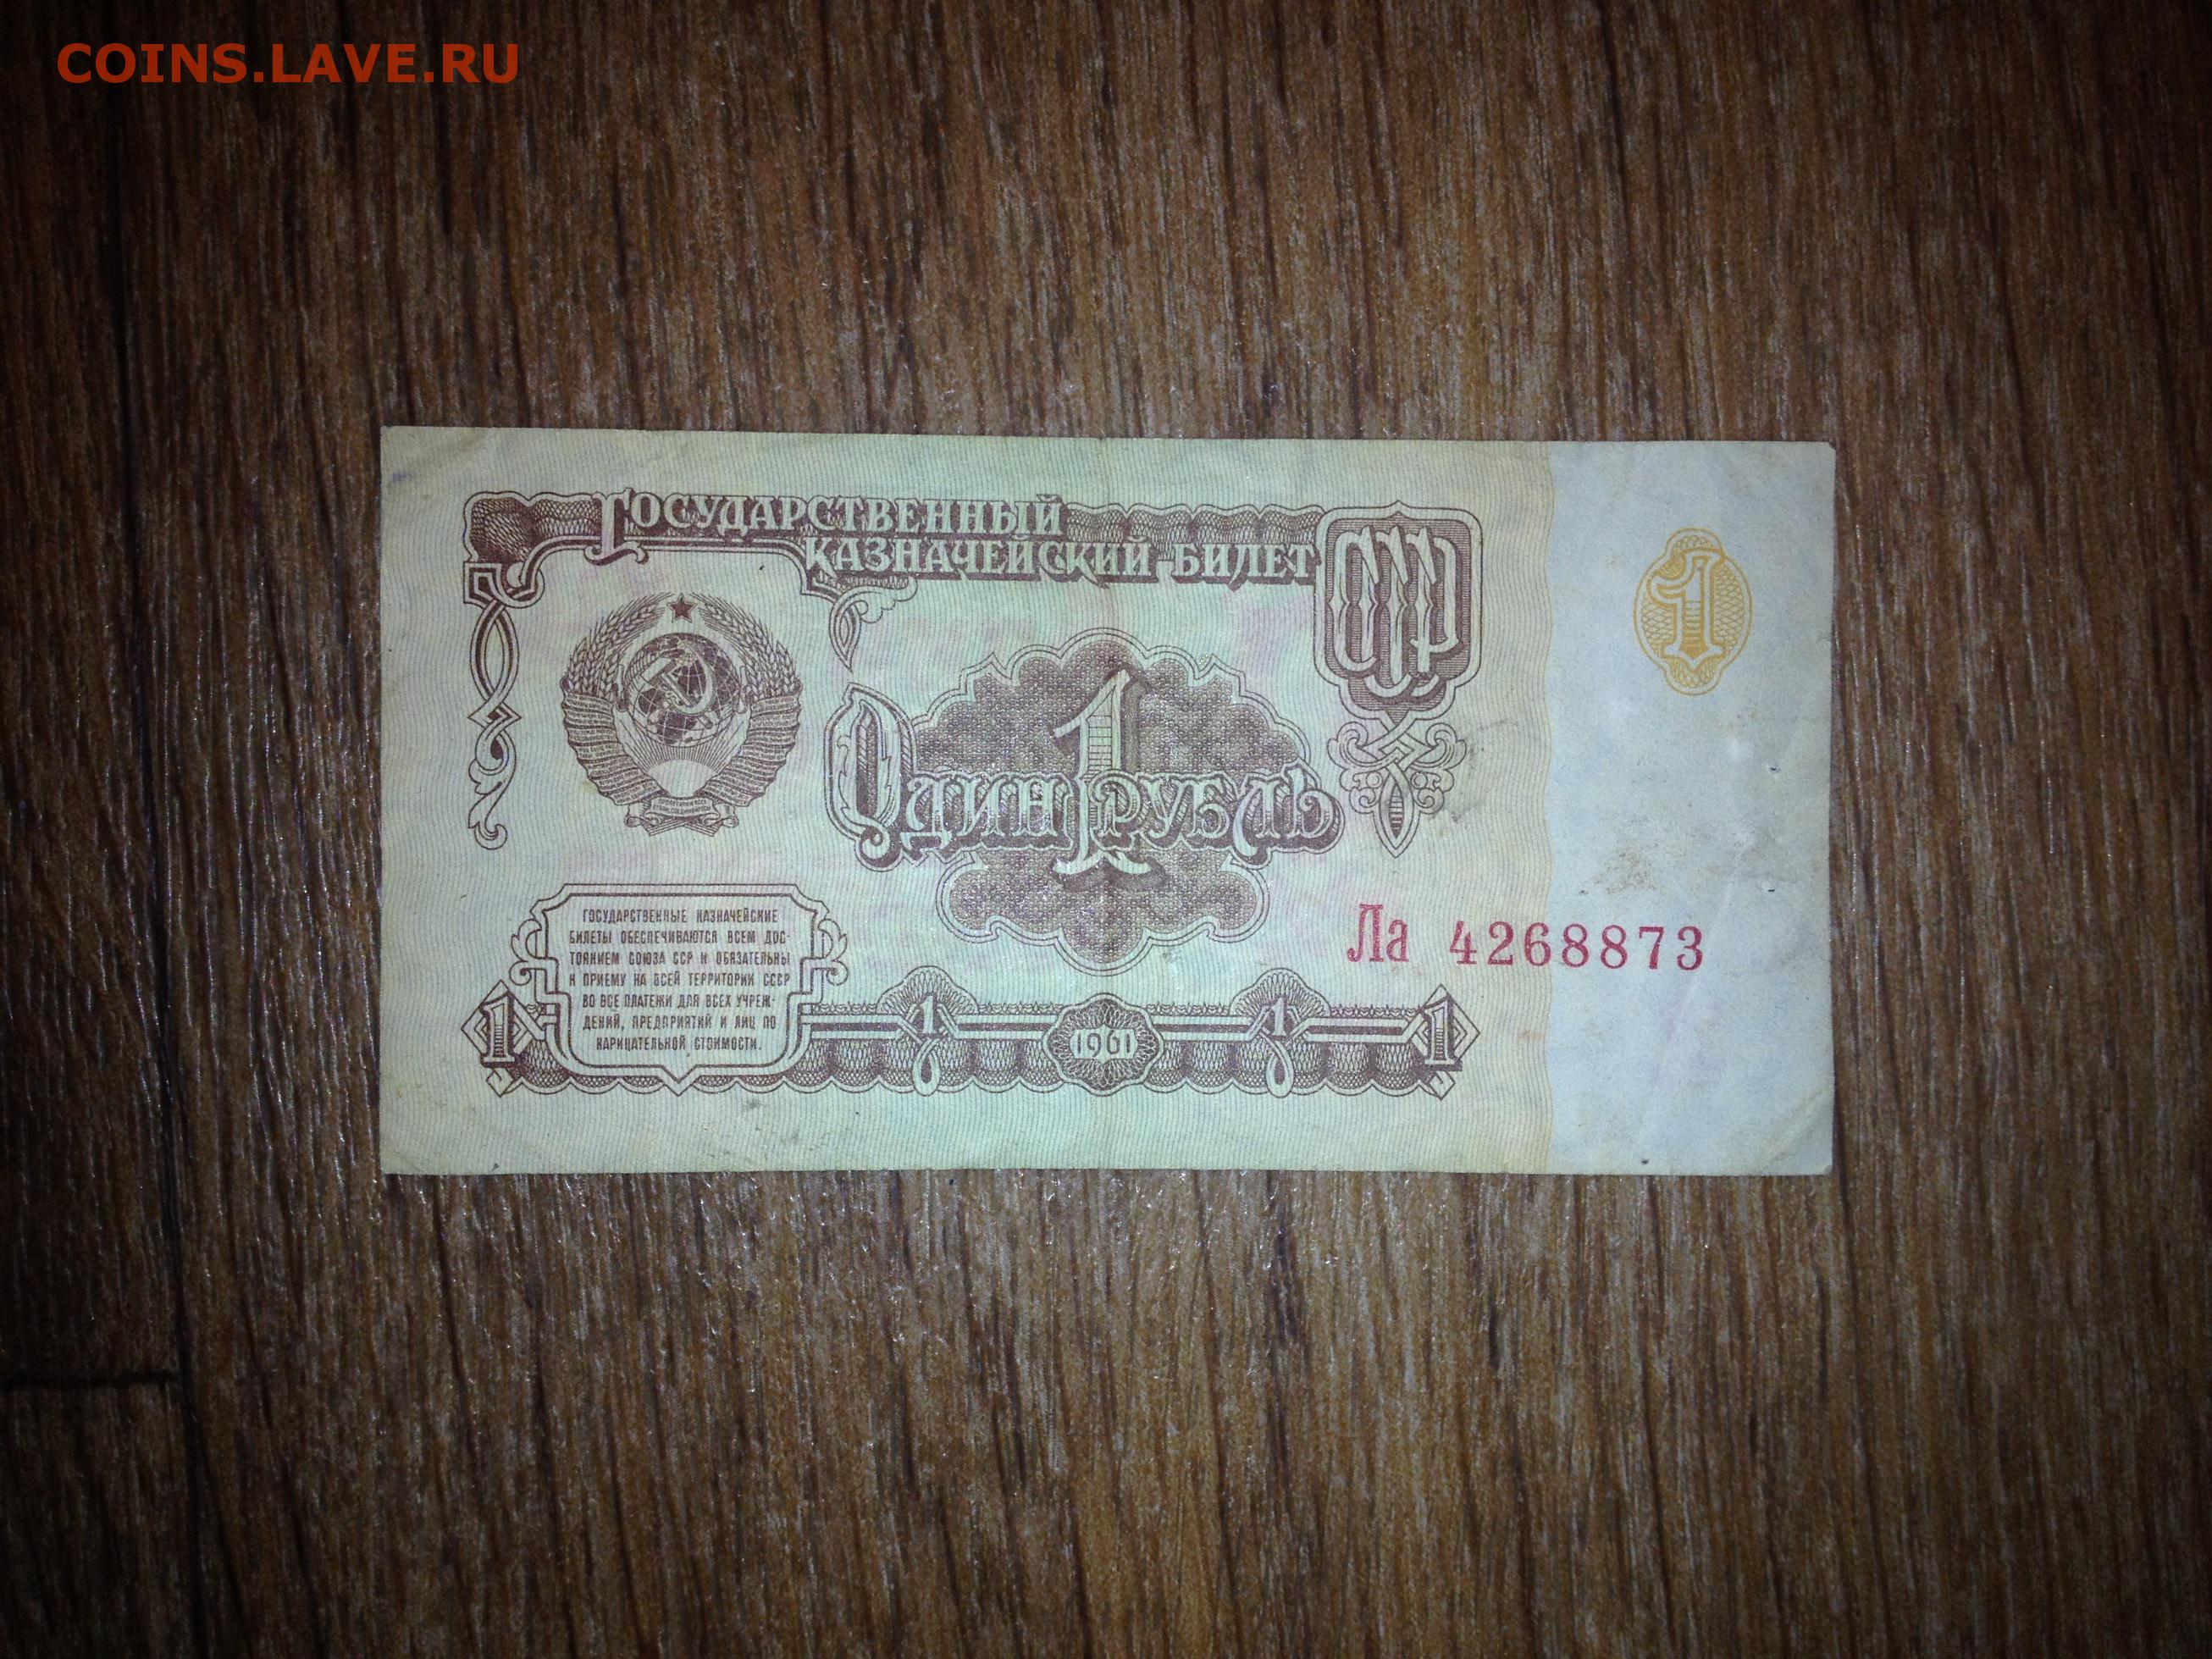 COINS.LAVE.RU
ГОСУДАРСТВЕННЫЙ
КАЗНАЧЕЙСКИЙ БИЛЕТ
СССР
1
1
ОДИН РУБЛЬ
Ла 4268873
ГОСУДАРСТВЕННЫЕ КАЗНАЧЕЙСКИЕ
БИЛЕТЫ ОБЕСПЕЧИВАЮТСЯ ВСЕМ ДОС-
ТОЯНИЕМ СОЮЗА ССР И ОБЯЗАТЕЛЬНЫ
К ПРИЕМУ НА ВСЕЙ ТЕРРИТОРИИ СССР
ВО ВСЕ ПЛАТЕЖИ ДЛЯ ВСЕХ УЧРЕЖ-
ДЕНИЙ, ПРЕДПРИЯТИЙ И ЛИЦ ПО
НАРИЦАТЕЛЬНОЙ СТОИМОСТИ.
1 1 1961 1 1